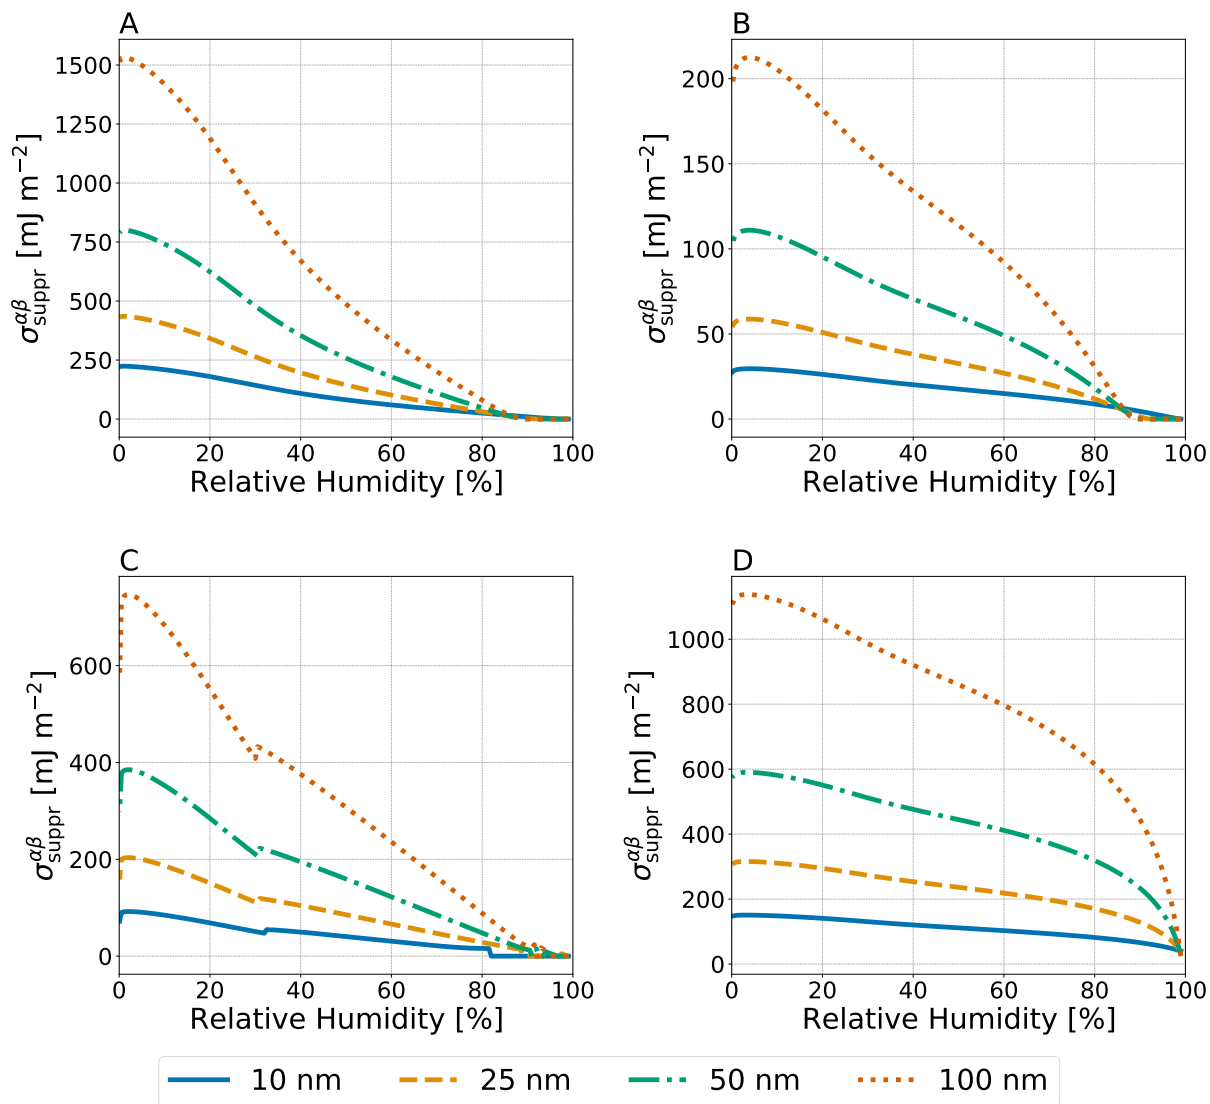 A
σ^{αβ}_{suppr} [mJ m⁻²]
1500
1250
1000
750
500
250
0
0 20 40 60 80 100
Relative Humidity [%]
B
σ^{αβ}_{suppr} [mJ m⁻²]
200
150
100
50
0
0 20 40 60 80 100
Relative Humidity [%]
C
σ^{αβ}_{suppr} [mJ m⁻²]
600
400
200
0
0 20 40 60 80 100
Relative Humidity [%]
D
σ^{αβ}_{suppr} [mJ m⁻²]
1000
800
600
400
200
0
0 20 40 60 80 100
Relative Humidity [%]
10 nm 25 nm 50 nm 100 nm